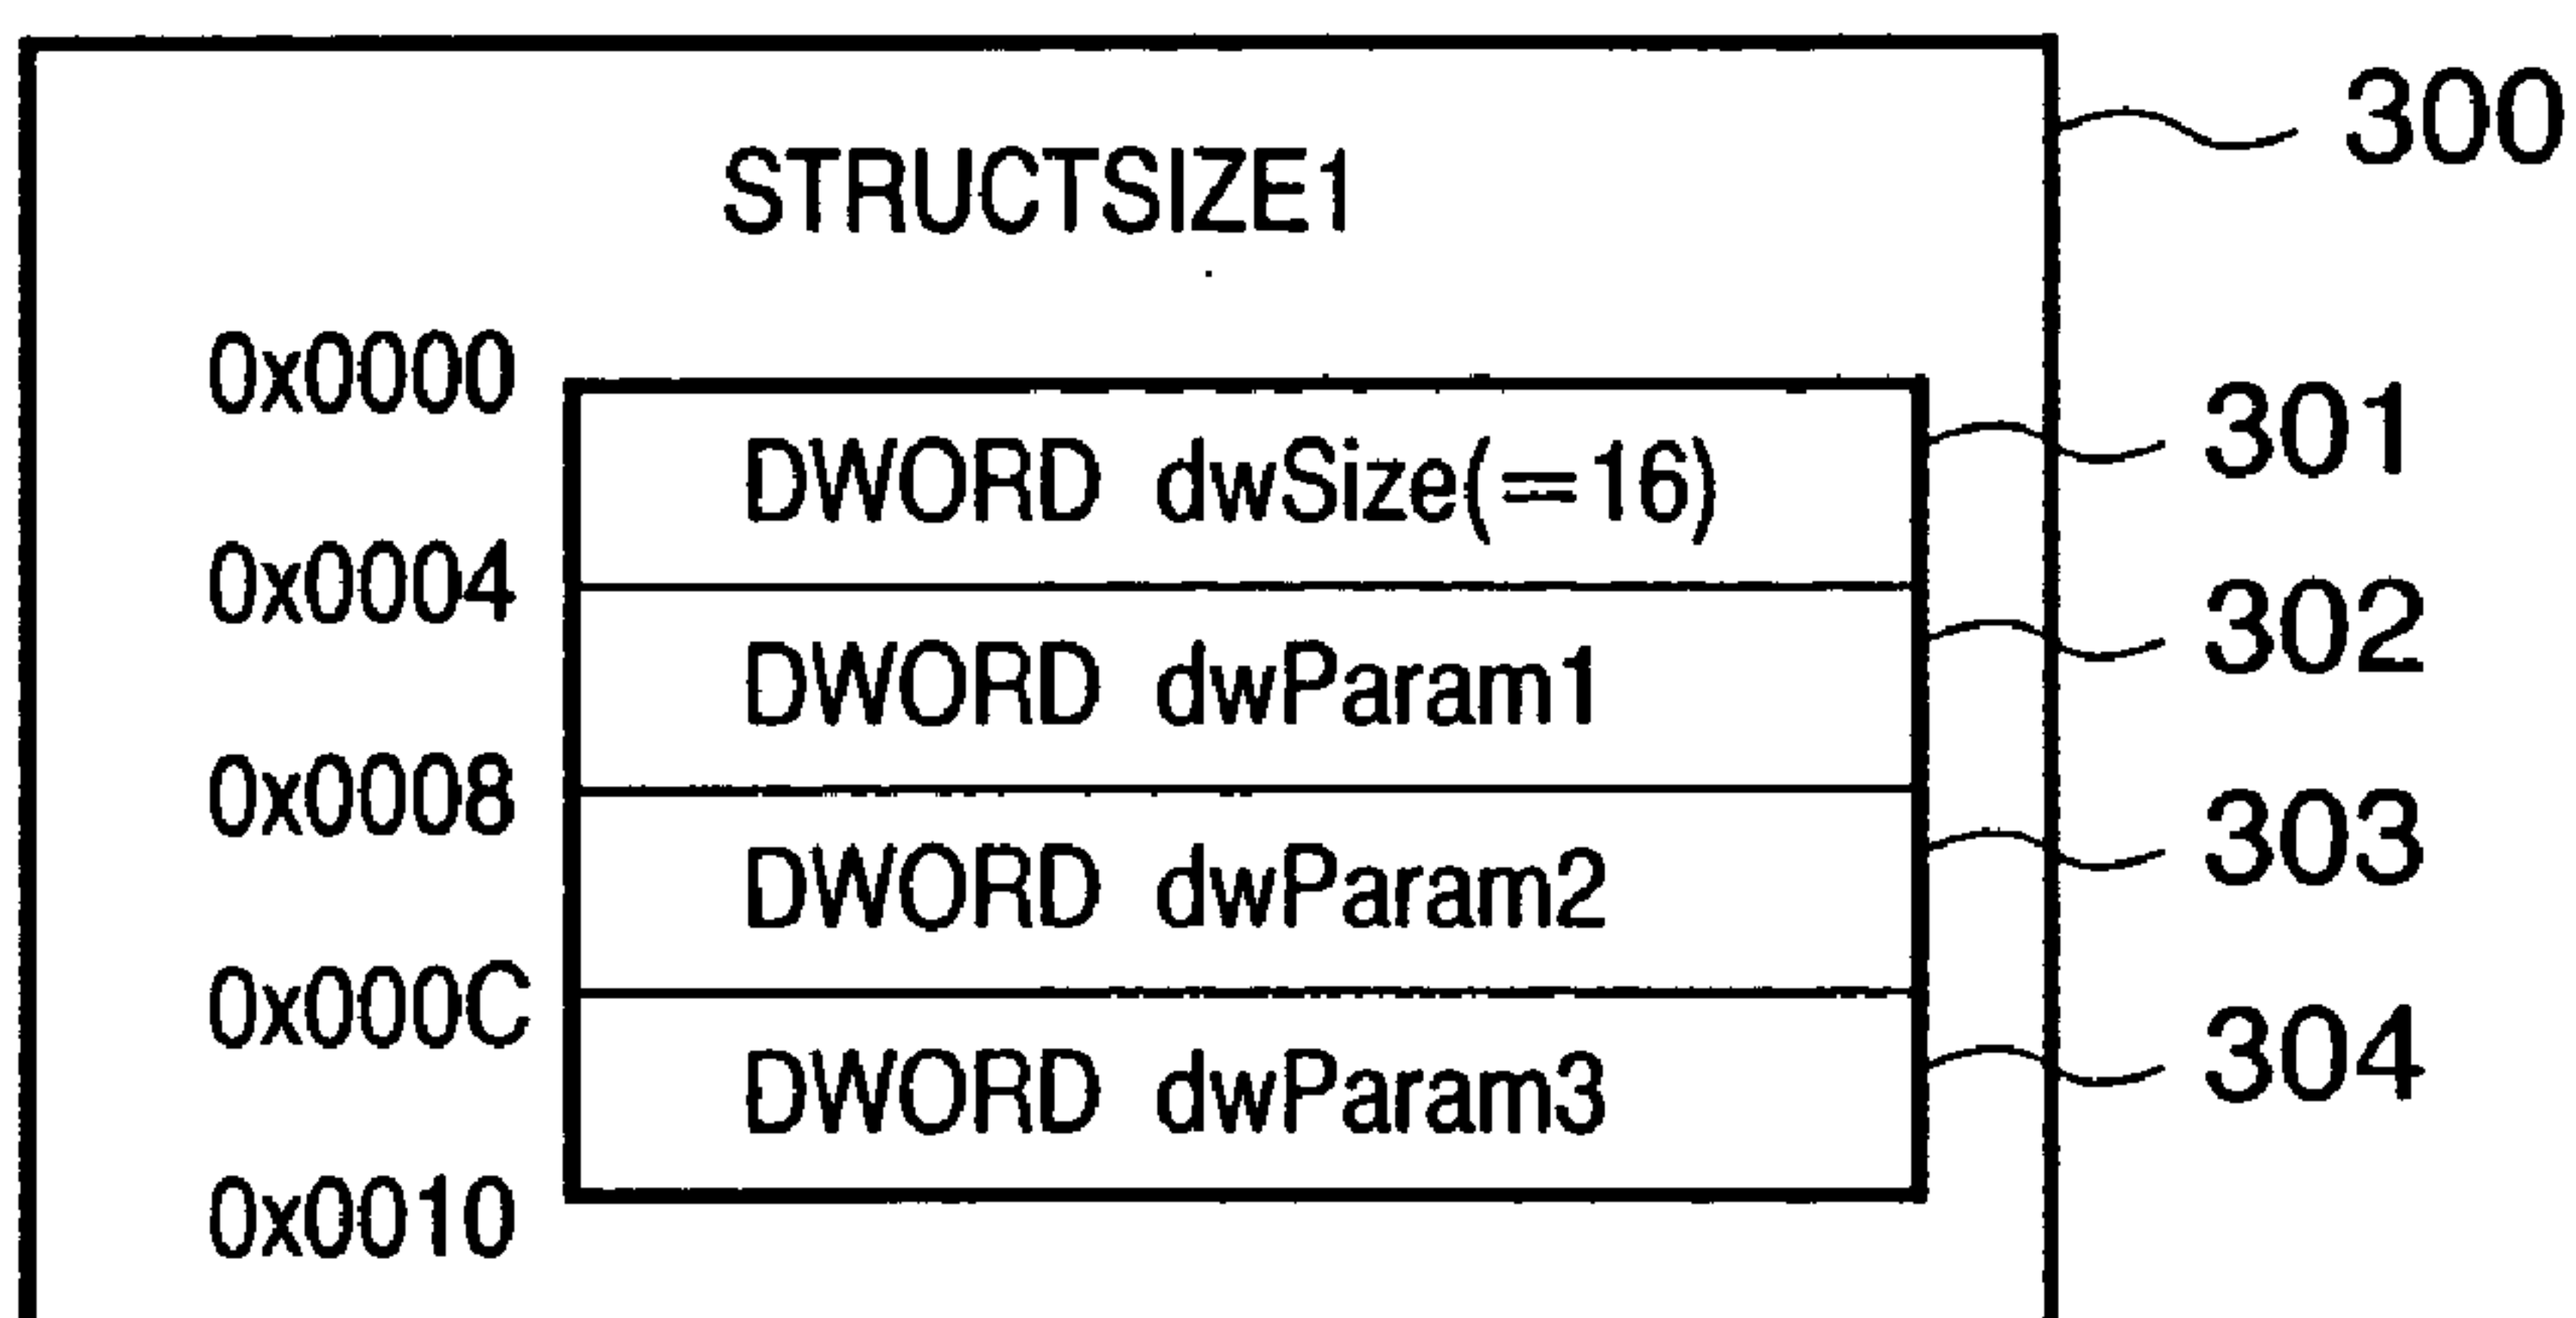 300
STRUCTSIZE1
0x0000
DWORD dwSize(=16)
301
0x0004
DWORD dwParam1
302
0x0008
DWORD dwParam2
303
0x000C
DWORD dwParam3
304
0x0010